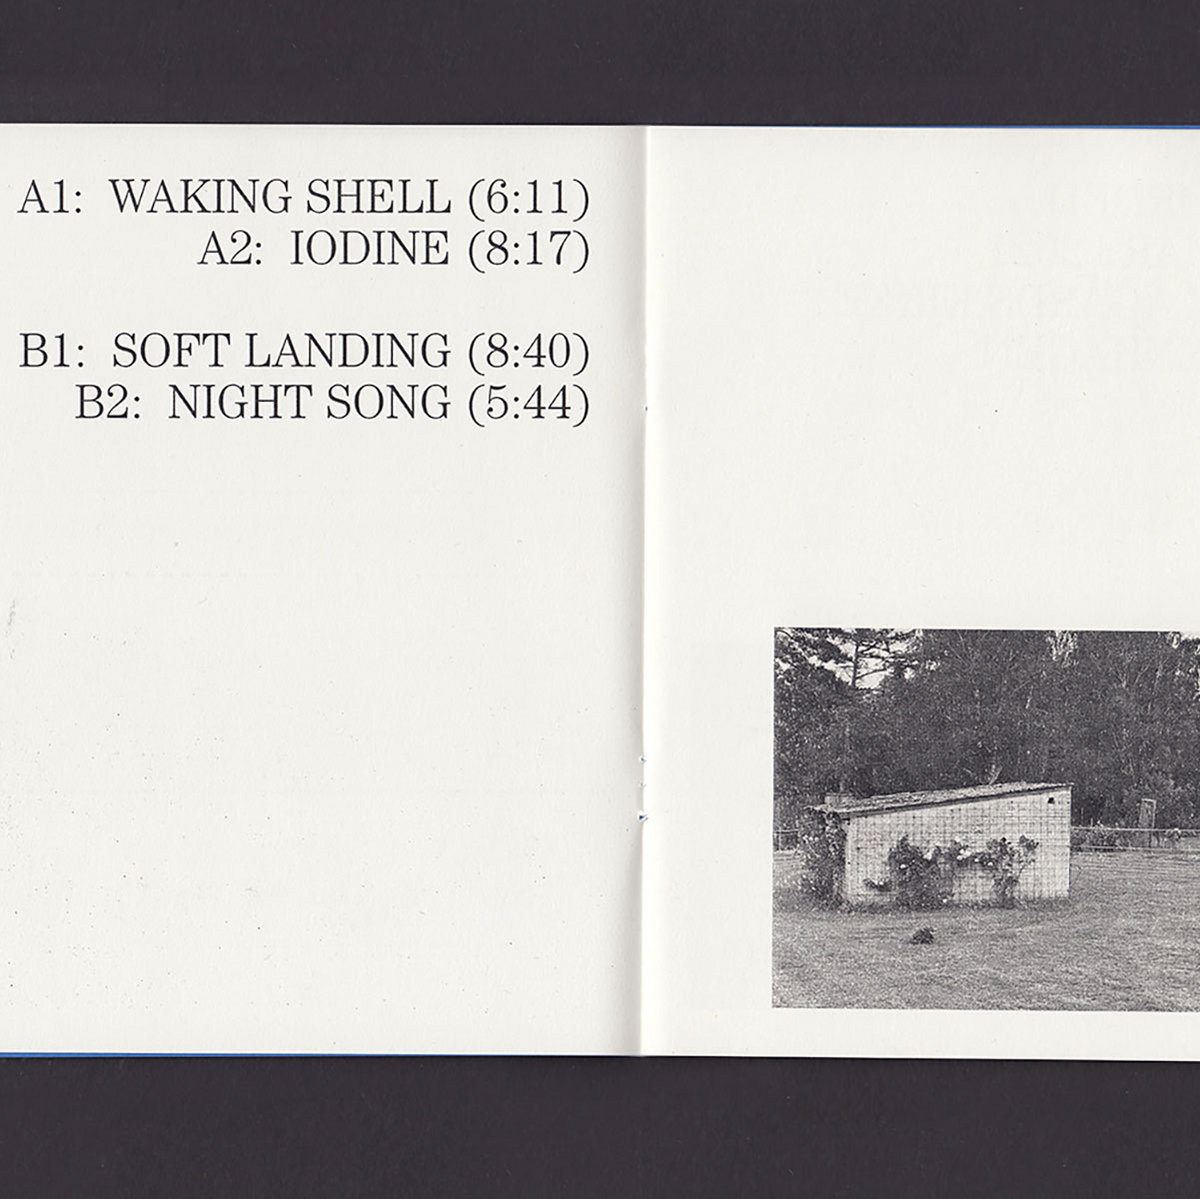 A1: WAKING SHELL (6:11)
A2: IODINE (8:17)
B1: SOFT LANDING (8:40)
B2: NIGHT SONG (5:44)